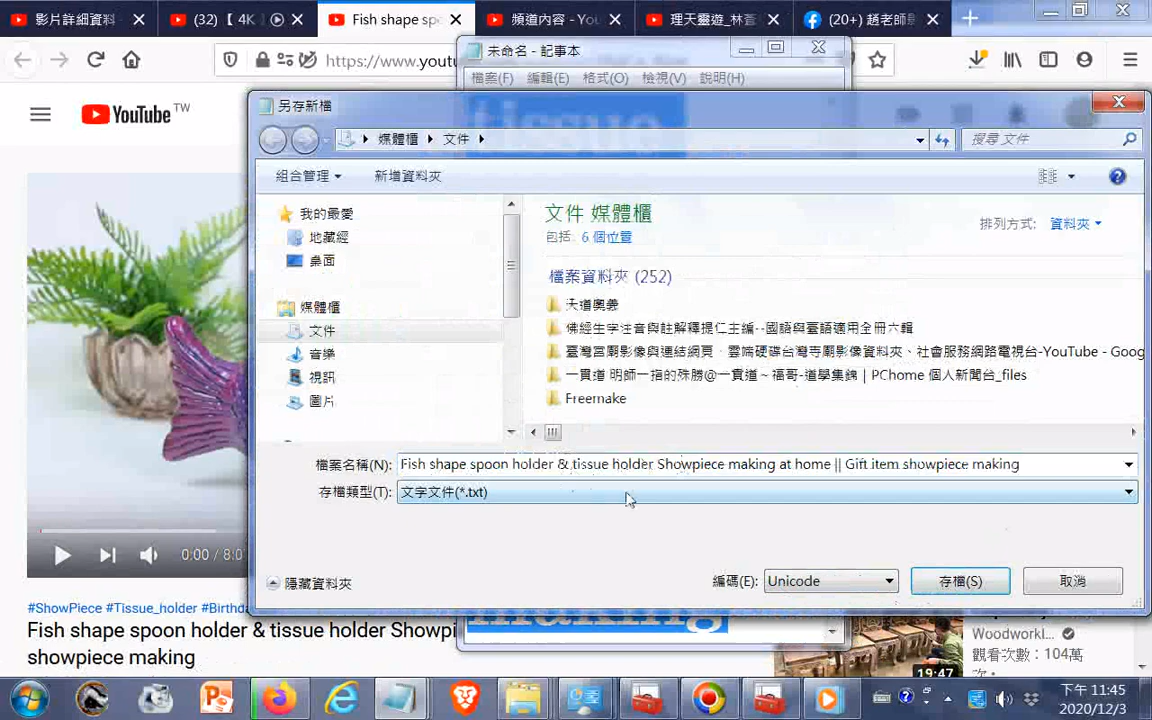 影片詳細資料
(32) 【 4K
Fish shape spo
頻道內容 - You
理天靈遊_林蒼
(20+) 趙老師
https://www.youtu
未命名 - 記事本
檔案(F) 編輯(E) 格式(O) 檢視(V) 說明(H)
tissue
YouTube TW
另存新檔
媒體櫃 文件
搜尋 文件
組合管理 新增資料夾
我的最愛
地藏經
桌面
媒體櫃
文件
音樂
視訊
圖片
文件 媒體櫃
包括: 6 個位置
排列方式: 資料夾
檔案資料夾 (252)
天道奧義
佛經生字注音與註解釋提仁主編--國語與臺語適用全冊六輯
臺灣宮廟影像與連結網頁、雲端硬碟台灣寺廟影像資料夾、社會服務網路電視台-YouTube - Goog
一貫道 明師一指的殊勝@一貫道~福哥-道學集錦 | PChome 個人新聞台_files
Freemake
檔案名稱(N): Fish shape spoon holder & tissue holder Showpiece making at home || Gift item showpiece making
存檔類型(T): 文字文件(*.txt)
隱藏資料夾
編碼(E): Unicode 存檔(S) 取消
0:00 / 8:0
#ShowPiece #Tissue_holder #Birthda
Fish shape spoon holder & tissue holder Showpi
showpiece making
making
Woodworkl...
觀看次數：104萬
19:47
下午 11:45
2020/12/3